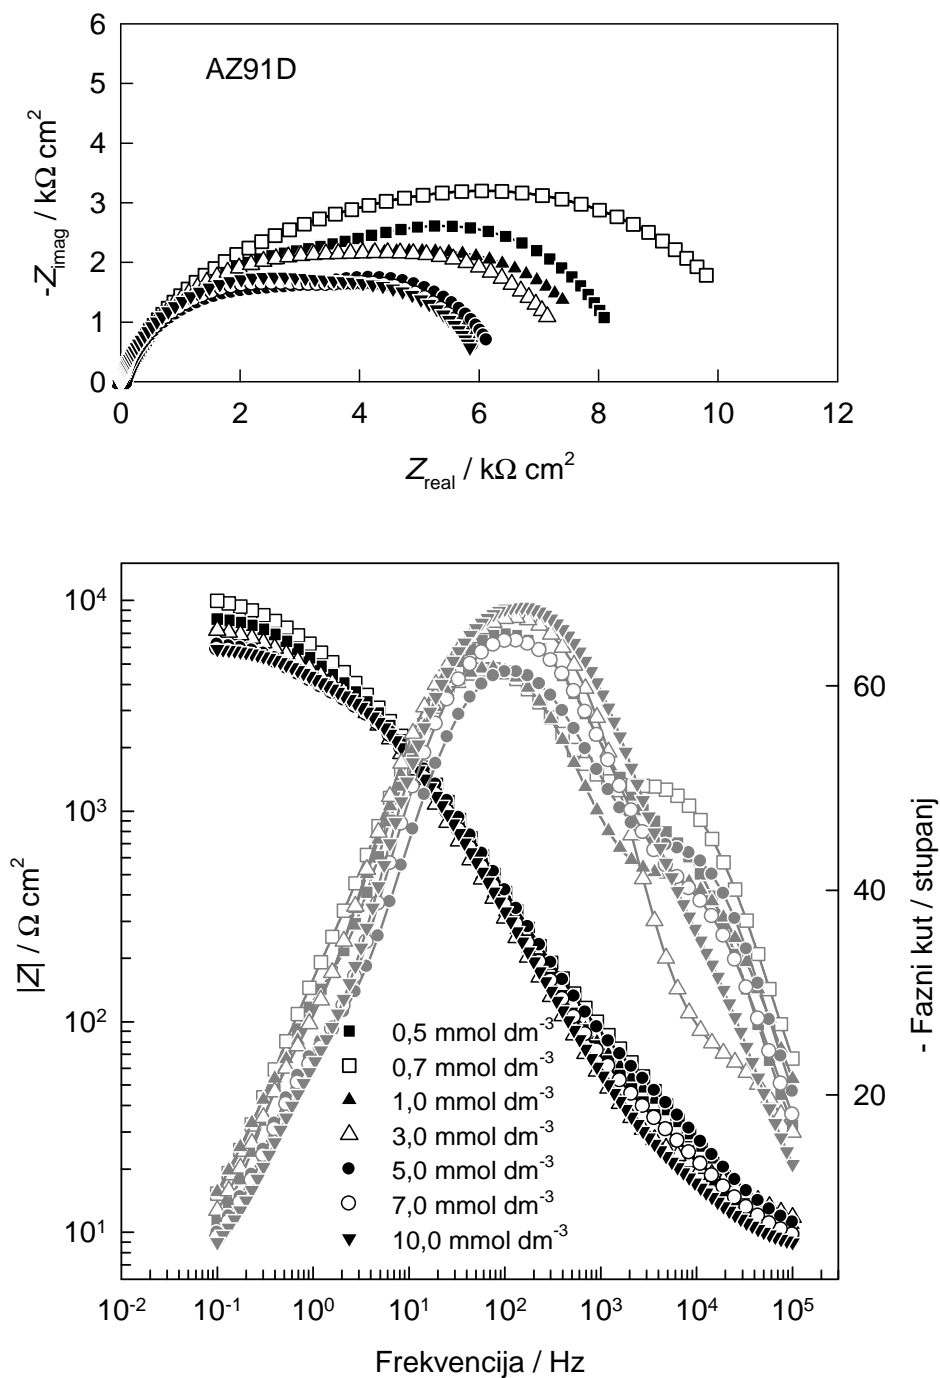 6
5
4
3
2
1
0
AZ91D
-Zimag / kΩ cm²
0 2 4 6 8 10 12
Zreal / kΩ cm²
10⁴
10³
10²
10¹
|Z| / Ω cm²
60
40
20
- Fazni kut / stupanj
0,5 mmol dm⁻³
0,7 mmol dm⁻³
1,0 mmol dm⁻³
3,0 mmol dm⁻³
5,0 mmol dm⁻³
7,0 mmol dm⁻³
10,0 mmol dm⁻³
10⁻² 10⁻¹ 10⁰ 10¹ 10² 10³ 10⁴ 10⁵
Frekvencija / Hz